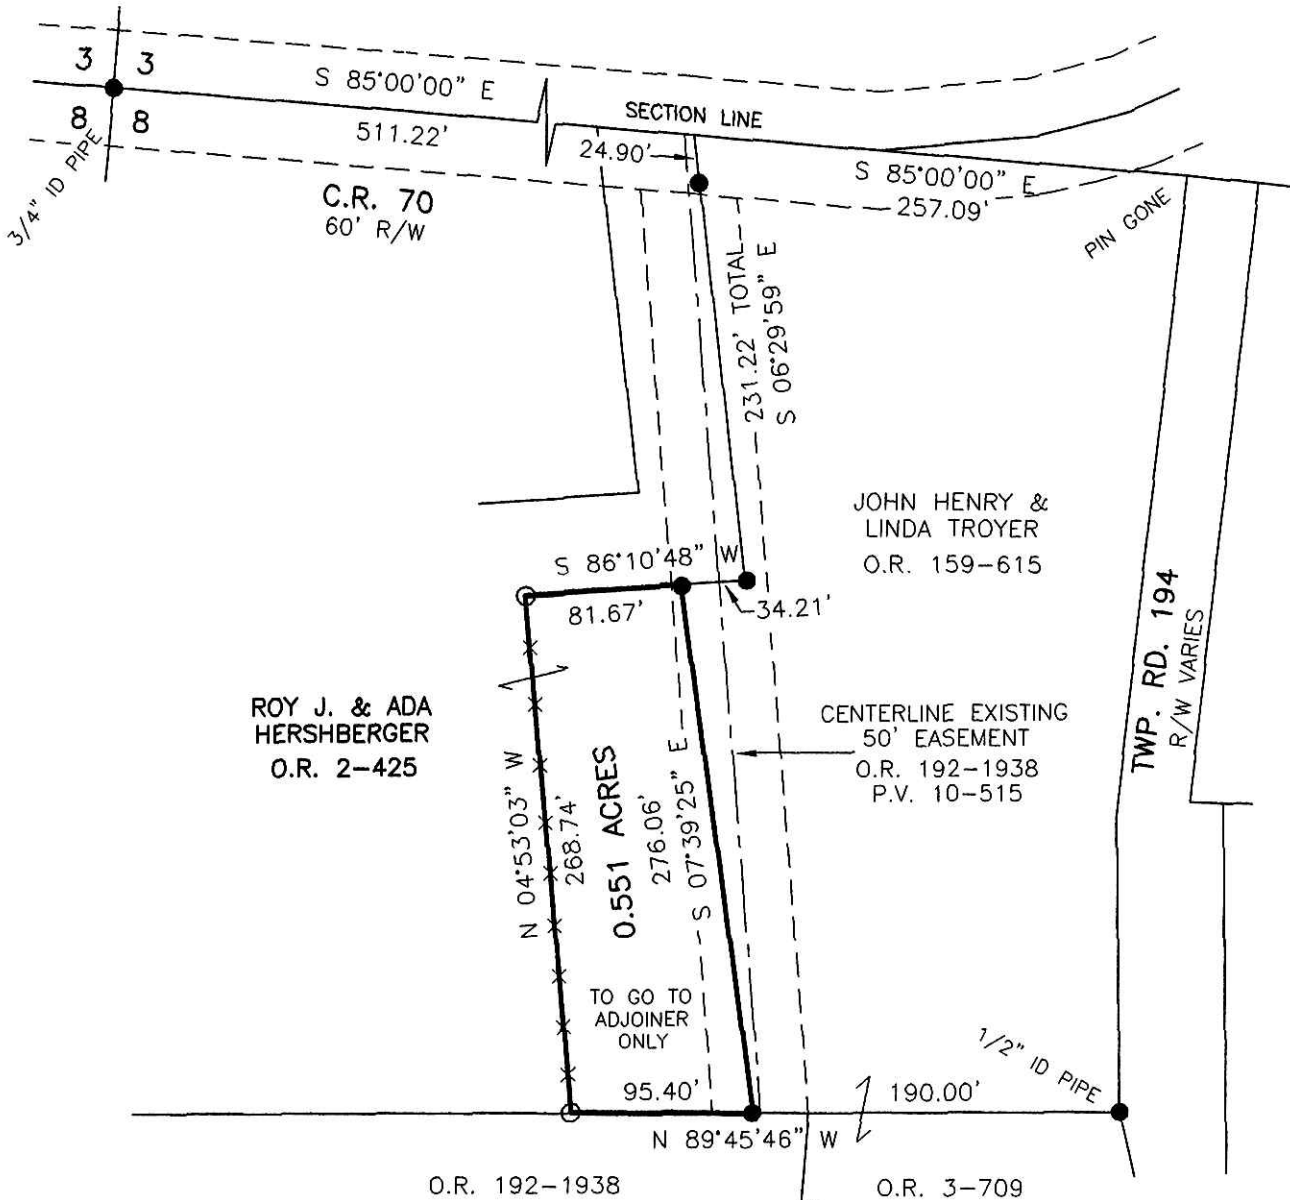 3 3
8 8
3/4" ID PIPE
S 85°00'00" E
511.22'
C.R. 70
60' R/W
SECTION LINE
24.90'
S 85°00'00" E
257.09'
PIN GONE
231.22' TOTAL
S 06°29'59" E
JOHN HENRY &
LINDA TROYER
O.R. 159-615
S 86°10'48" W
81.67'
34.21'
TWP. RD. 194
R/W VARIES
ROY J. & ADA
HERSHBERGER
O.R. 2-425
N 04°53'03" W
268.74'
0.551 ACRES
276.06'
S 07°39'25" E
CENTERLINE EXISTING
50' EASEMENT
O.R. 192-1938
P.V. 10-515
TO GO TO
ADJOINER
ONLY
1/2" ID PIPE
95.40'
190.00'
N 89°45'46" W
O.R. 192-1938
O.R. 3-709